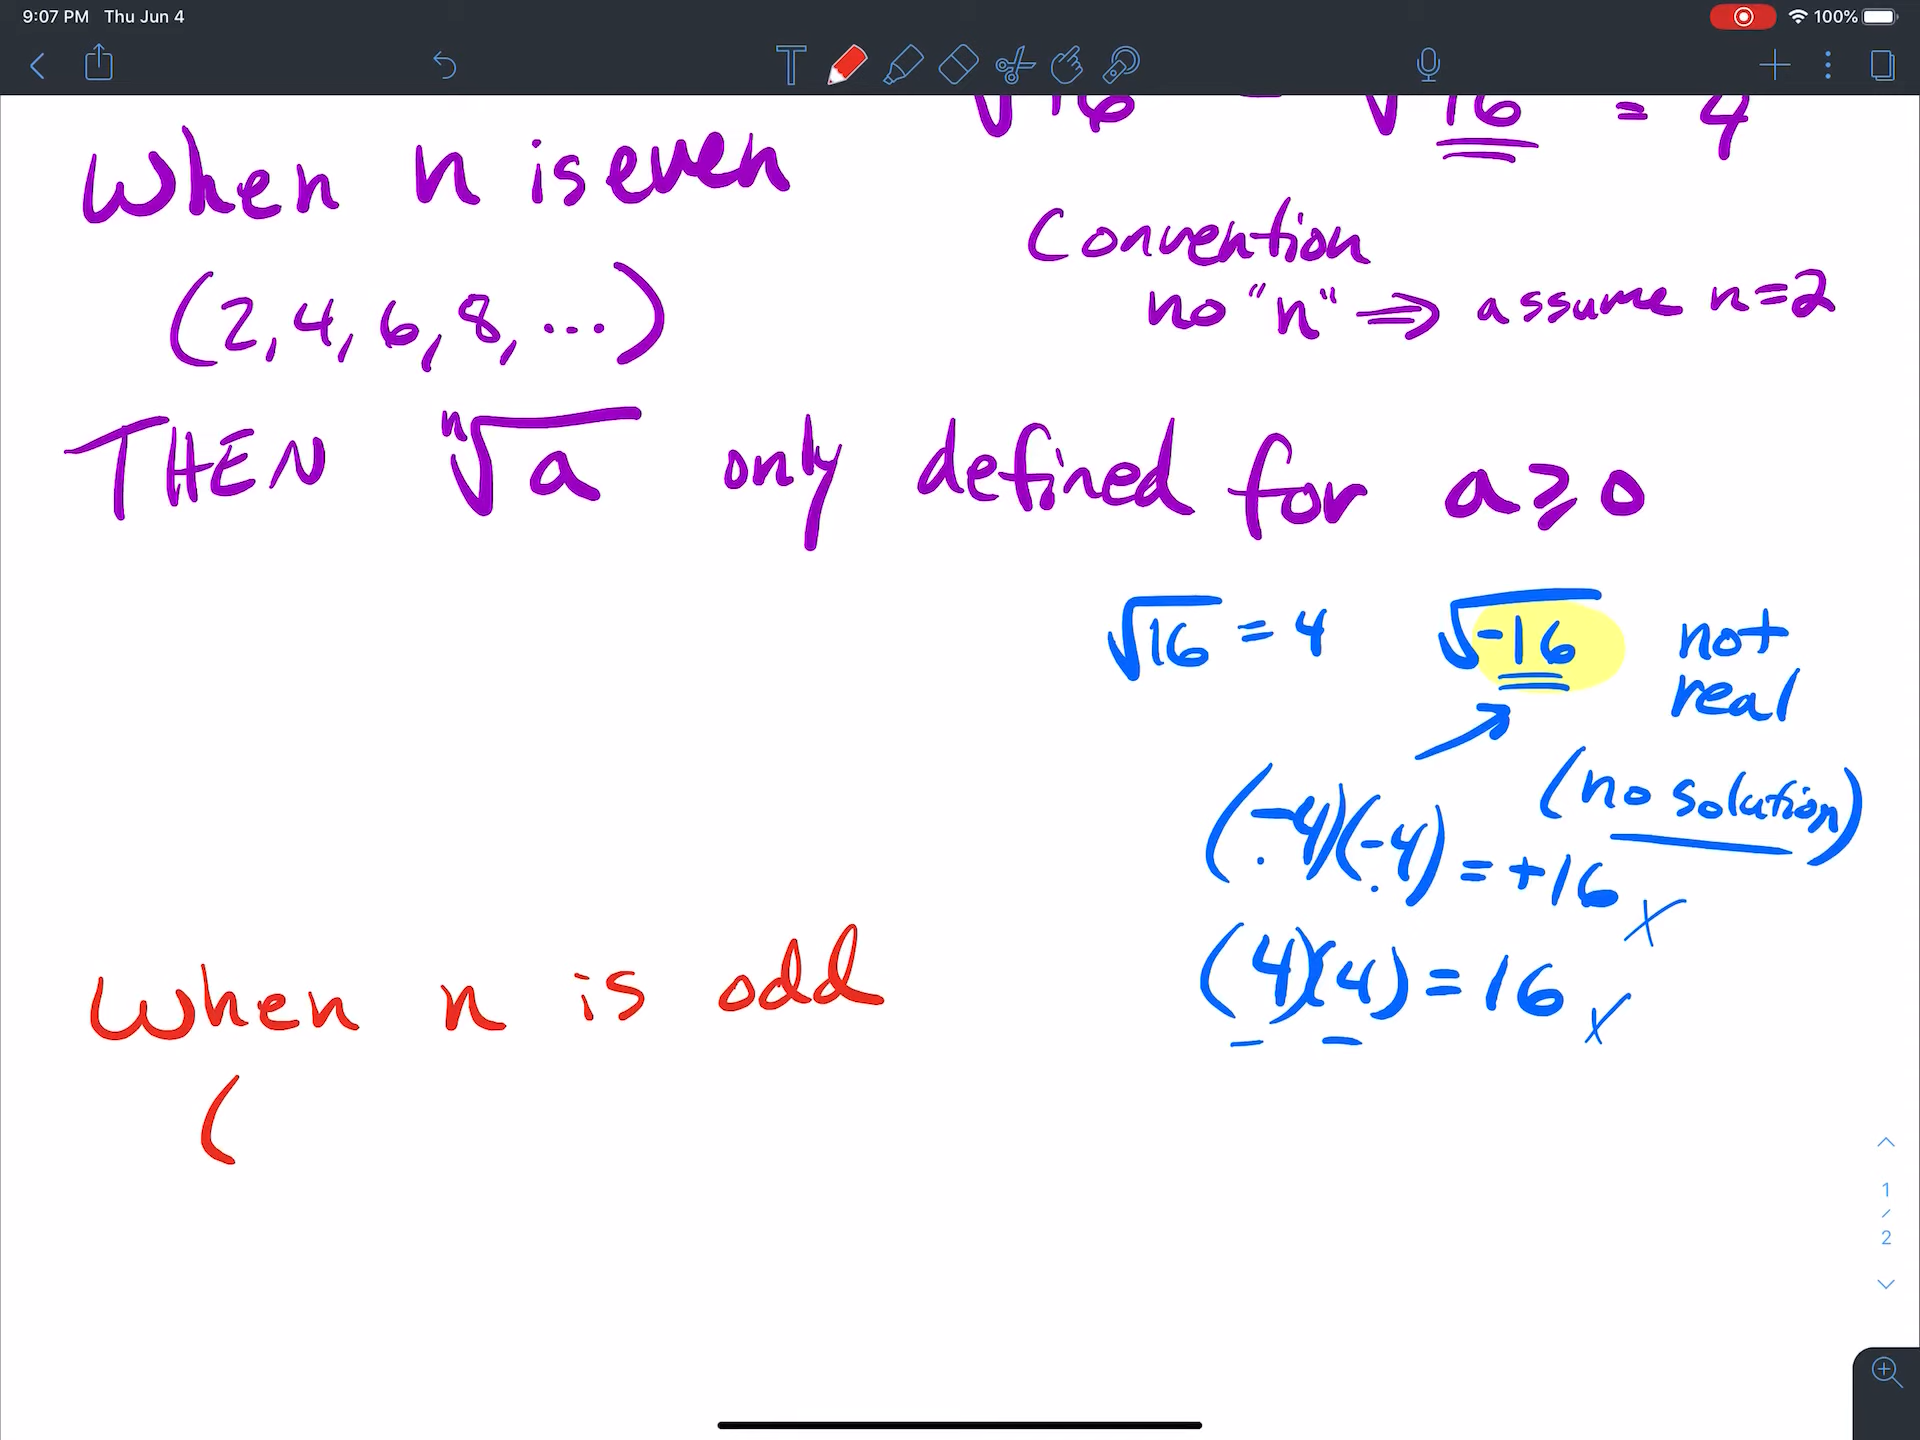 9:07 PM Thu Jun 4
100%
√16 = √16 = 4
When n is even
(2, 4, 6, 8, ...)
Convention
no "n" ⇒ assume n=2
THEN ⁿ√a only defined for a ≥ 0
√16 = 4
√-16 not
real
(no solution)
(-4)(-4) = +16 x
(4)(4) = 16 x
When n is odd
(
1
/
2